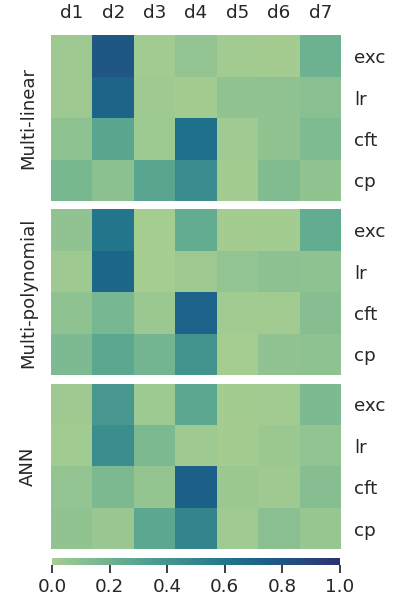 d1 d2 d3 d4 d5 d6 d7
Multi-linear
exc
lr
cft
cp
Multi-polynomial
exc
lr
cft
cp
ANN
exc
lr
cft
cp
0.0 0.2 0.4 0.6 0.8 1.0